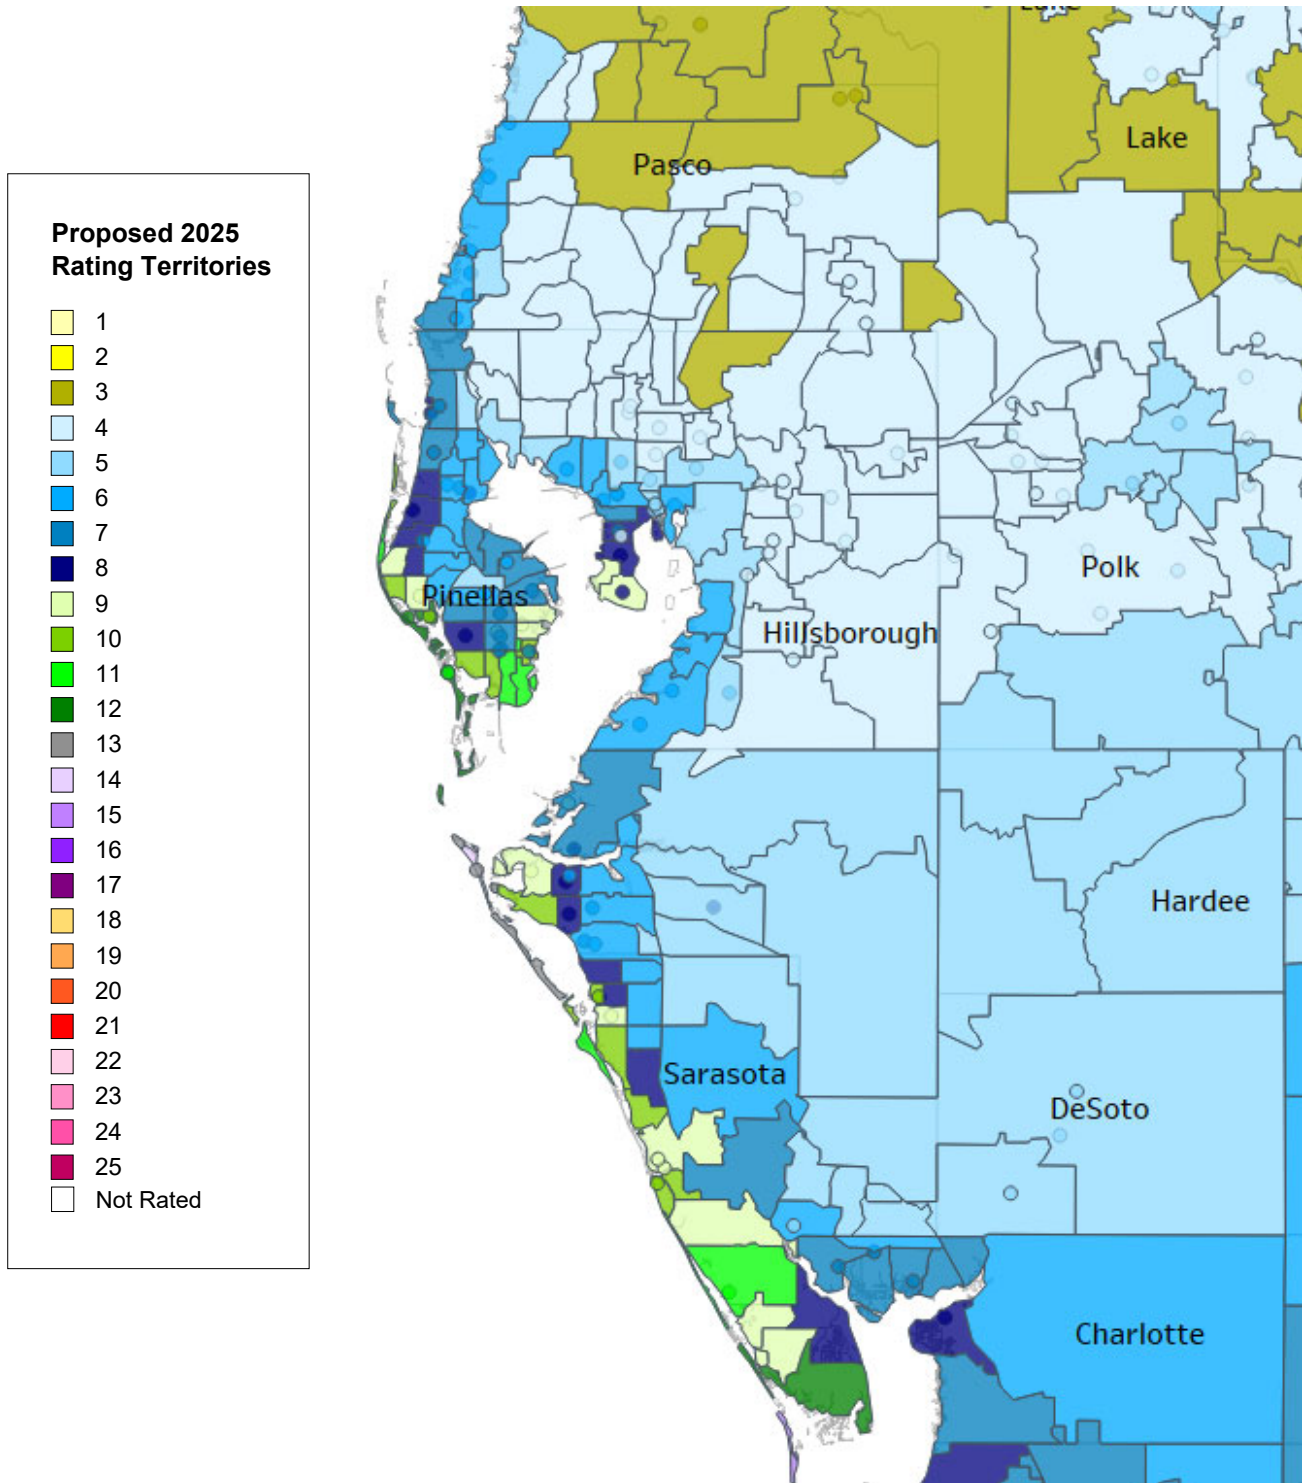 Proposed 2025
Rating Territories
1
2
3
4
5
6
7
8
9
10
11
12
13
14
15
16
17
18
19
20
21
22
23
24
25
Not Rated
Lake
Lake
Pasco
Polk
Pinellas
Hillsborough
Hardee
Sarasota
DeSoto
Charlotte